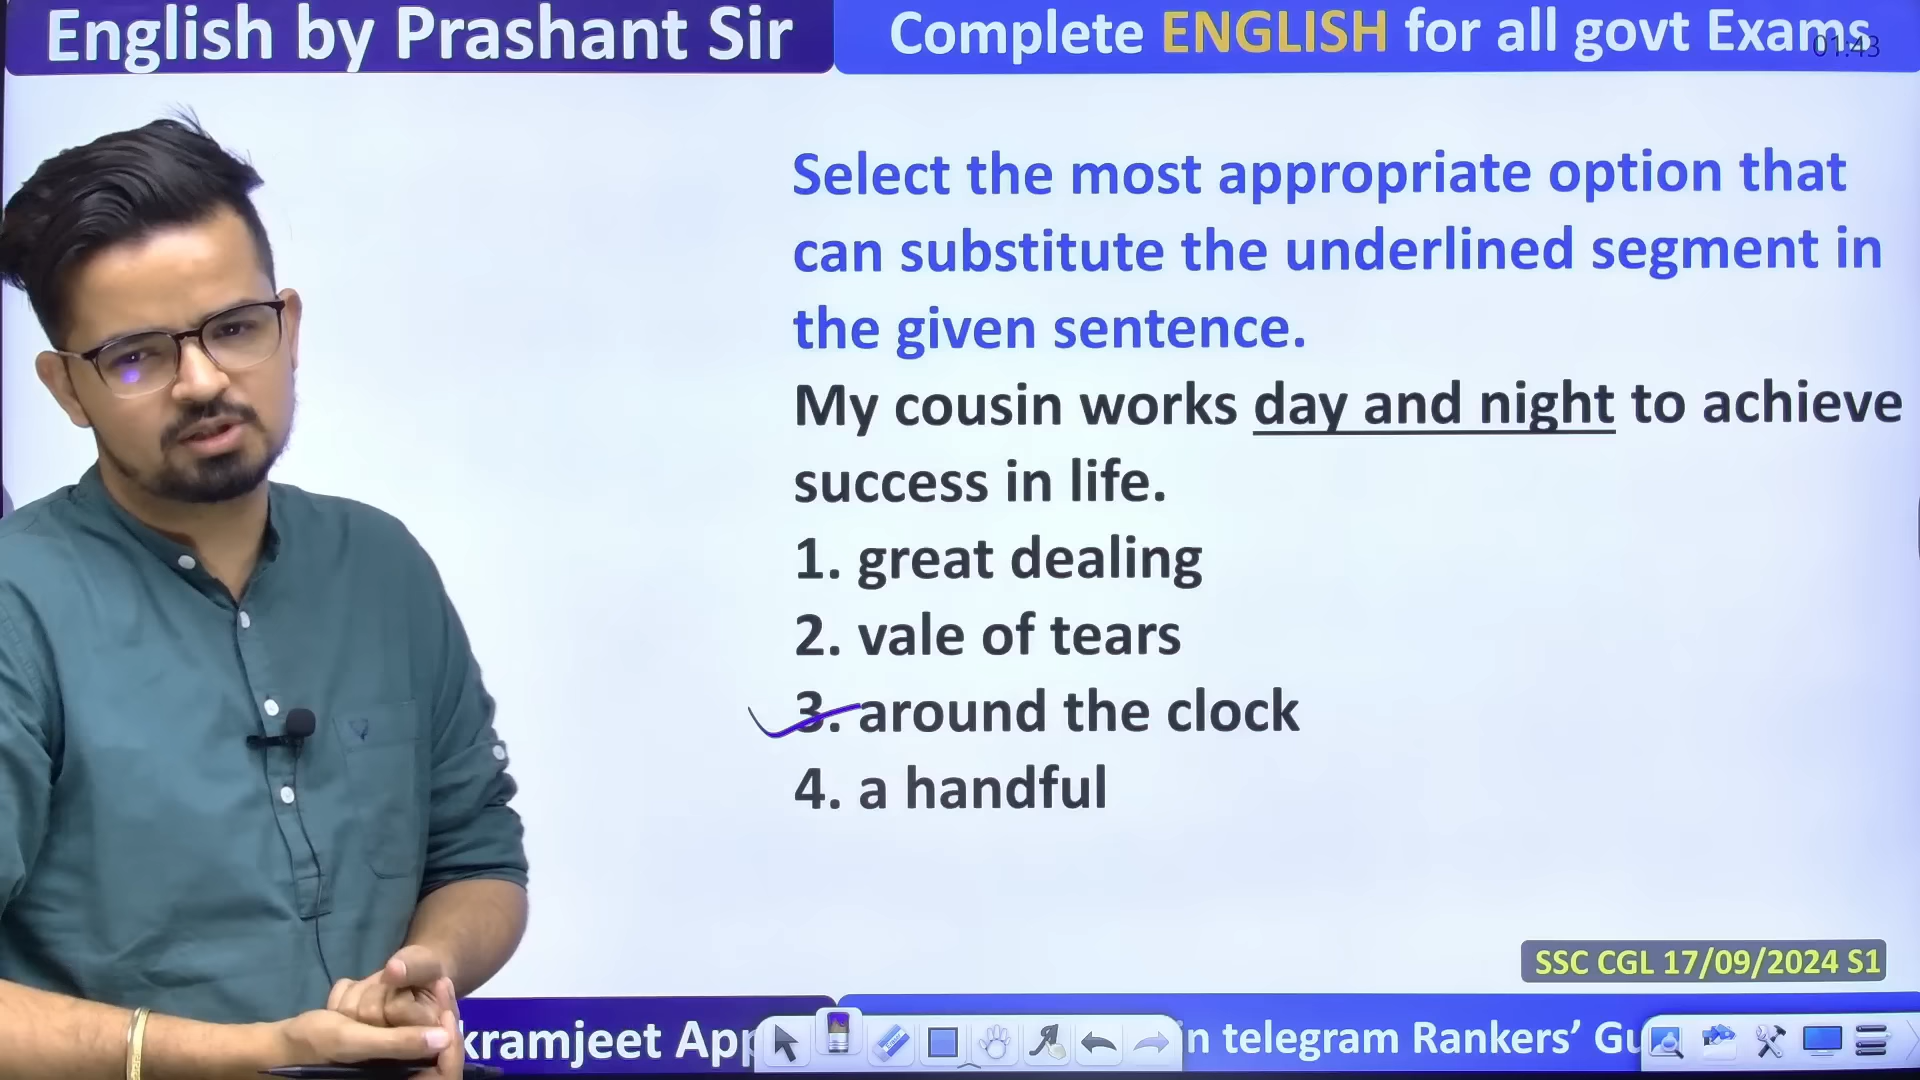 English by Prashant Sir
Complete ENGLISH for all govt Exams
01:43
Select the most appropriate option that
can substitute the underlined segment in
the given sentence.
My cousin works day and night to achieve
success in life.
1. great dealing
2. vale of tears
3. around the clock
4. a handful
SSC CGL 17/09/2024 S1
kramjeet App
in telegram Rankers’ Gu